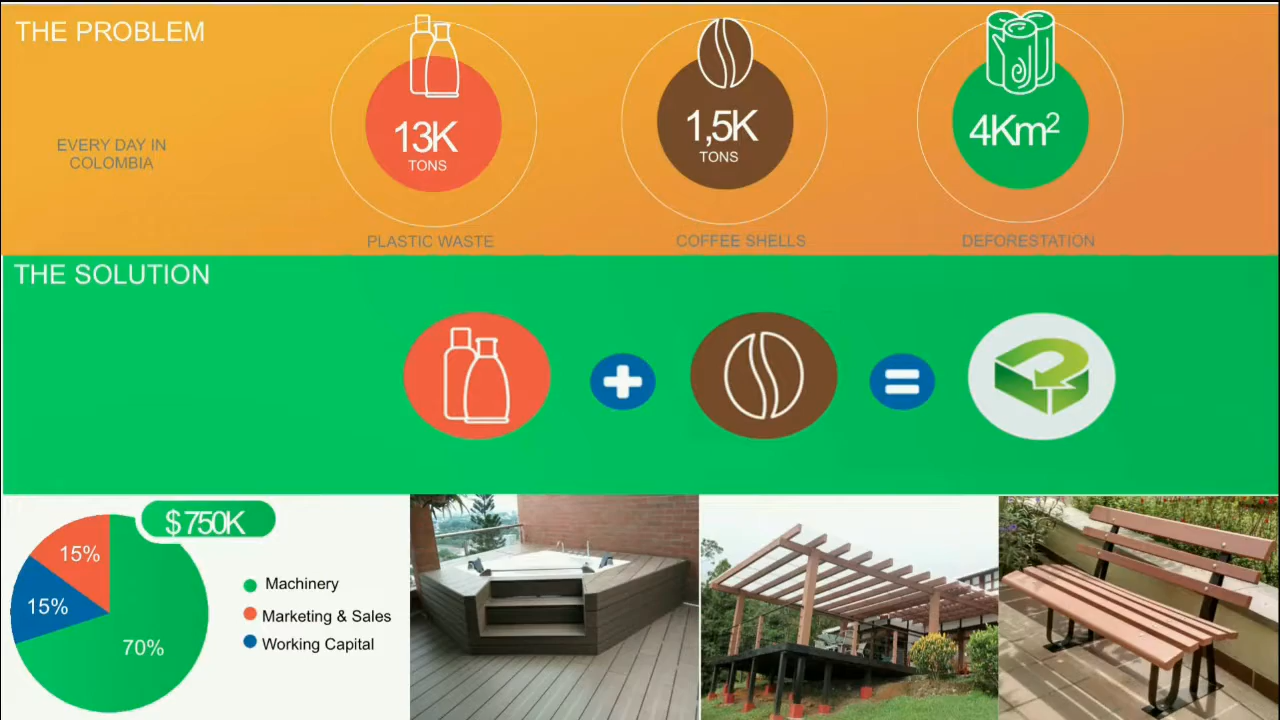 THE PROBLEM
13K
TONS
1,5K
TONS
4Km²
EVERY DAY IN
COLOMBIA
PLASTIC WASTE
COFFEE SHELLS
DEFORESTATION
THE SOLUTION
$750K
15%
15%
70%
Machinery
Marketing & Sales
Working Capital